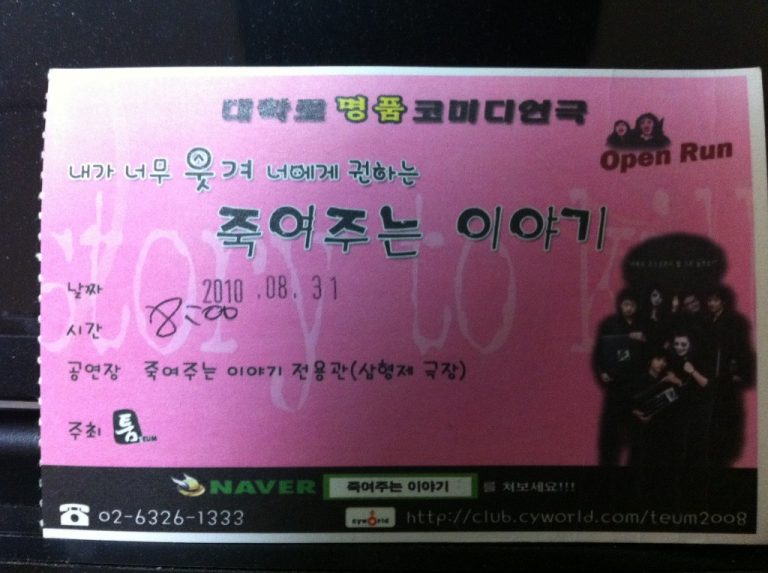 대학로 명품 코미디연극
Open Run
내가 너무 웃겨 너에게 권하는
죽여주는 이야기
story to kill
날짜 2010.08.31
시간 8:00
공연장 죽여주는 이야기 전용관(삼형제 극장)
주최 틈 EUM
NAVER 죽여주는 이야기 를 쳐보세요!!!
☎ 02-6326-1333 cyworld http://club.cyworld.com/teum2008